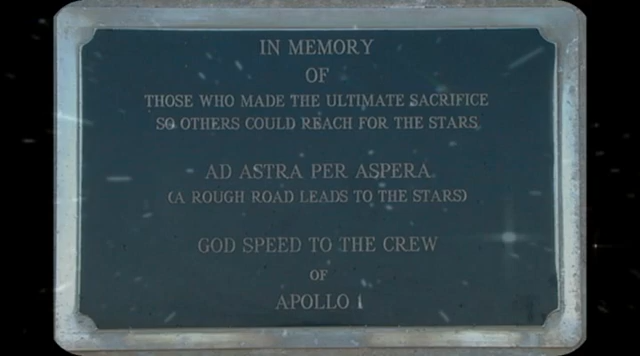 IN MEMORY
OF
THOSE WHO MADE THE ULTIMATE SACRIFICE
SO OTHERS COULD REACH FOR THE STARS
AD ASTRA PER ASPERA
(A ROUGH ROAD LEADS TO THE STARS)
GOD SPEED TO THE CREW
OF
APOLLO 1